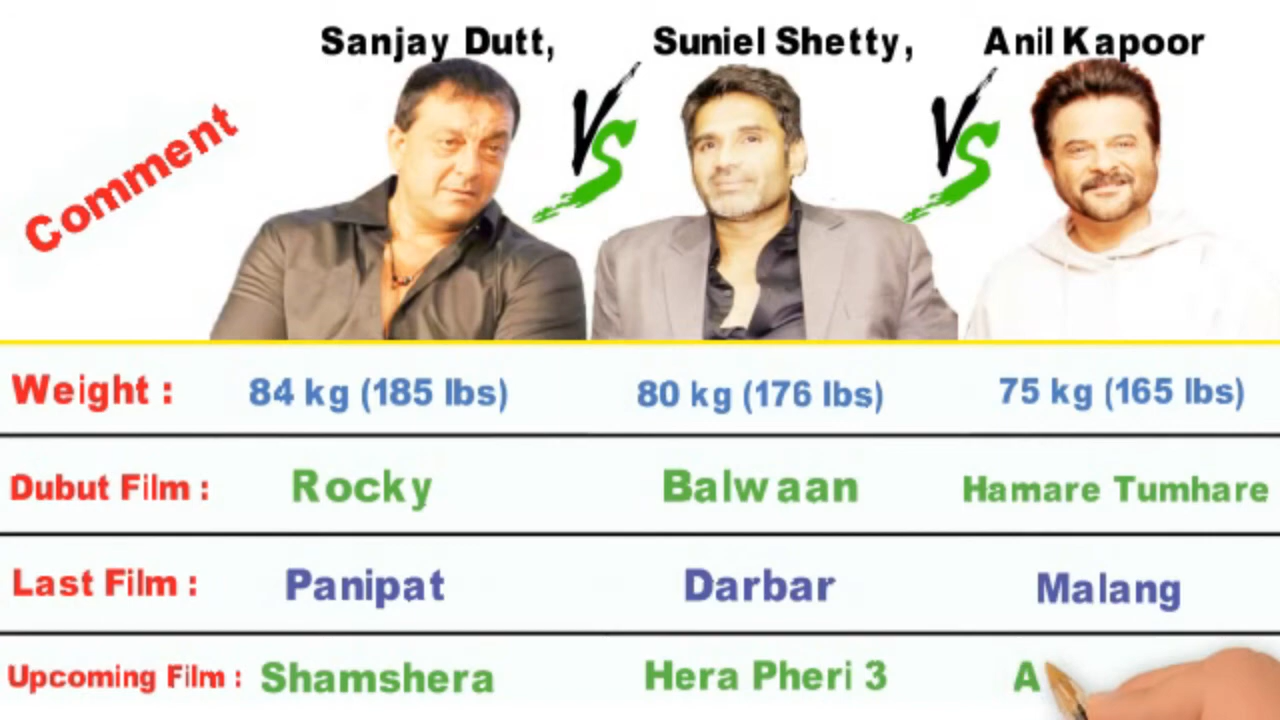 Sanjay Dutt, Suniel Shetty, Anil Kapoor
VS VS
Comment
Weight : 84 kg (185 lbs) 80 kg (176 lbs) 75 kg (165 lbs)
Dubut Film : Rocky Balwaan Hamare Tumhare
Last Film : Panipat Darbar Malang
Upcoming Film : Shamshera Hera Pheri 3 A